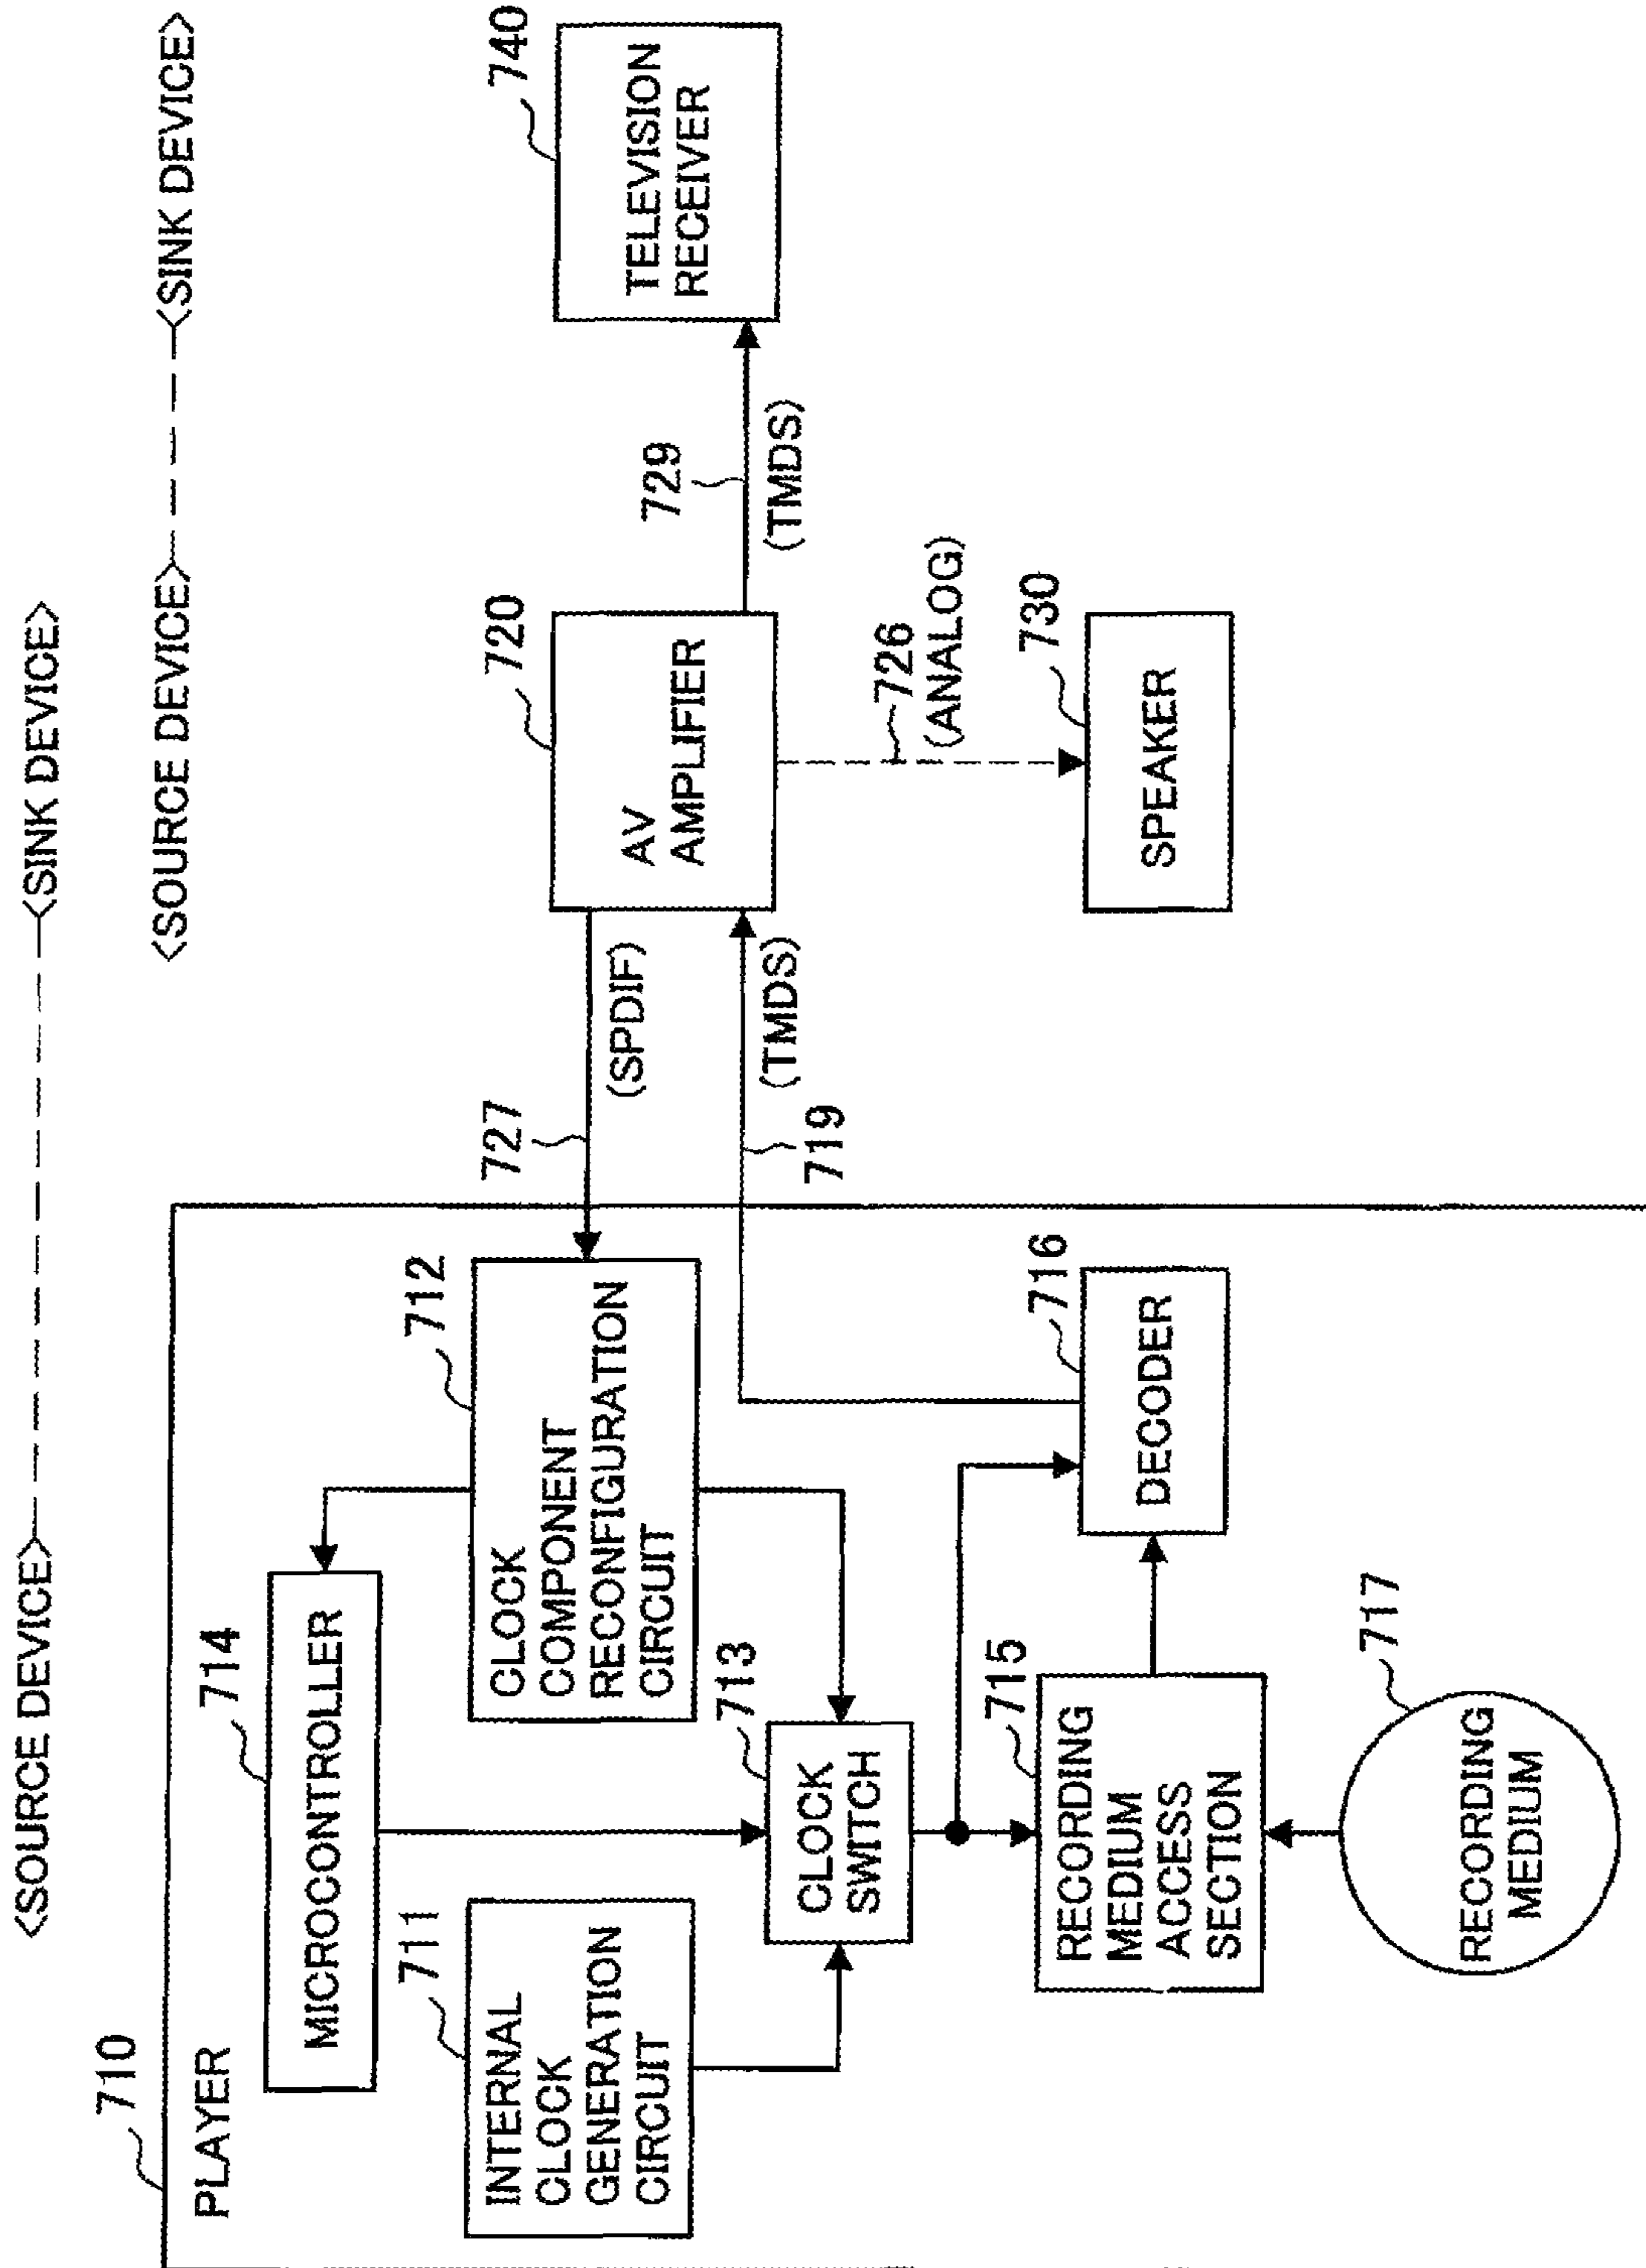 <SOURCE DEVICE>
<SINK DEVICE>
<SOURCE DEVICE>
<SINK DEVICE>
710
PLAYER
714
MICROCONTROLLER
711
INTERNAL
CLOCK
GENERATION
CIRCUIT
712
CLOCK
COMPONENT
RECONFIGURATION
CIRCUIT
713
CLOCK
SWITCH
715
RECORDING
MEDIUM
ACCESS
SECTION
716
DECODER
717
RECORDING
MEDIUM
727
(SPDIF)
(TMDS)
719
720
AV
AMPLIFIER
729
(TMDS)
726
(ANALOG)
730
SPEAKER
740
TELEVISION
RECEIVER